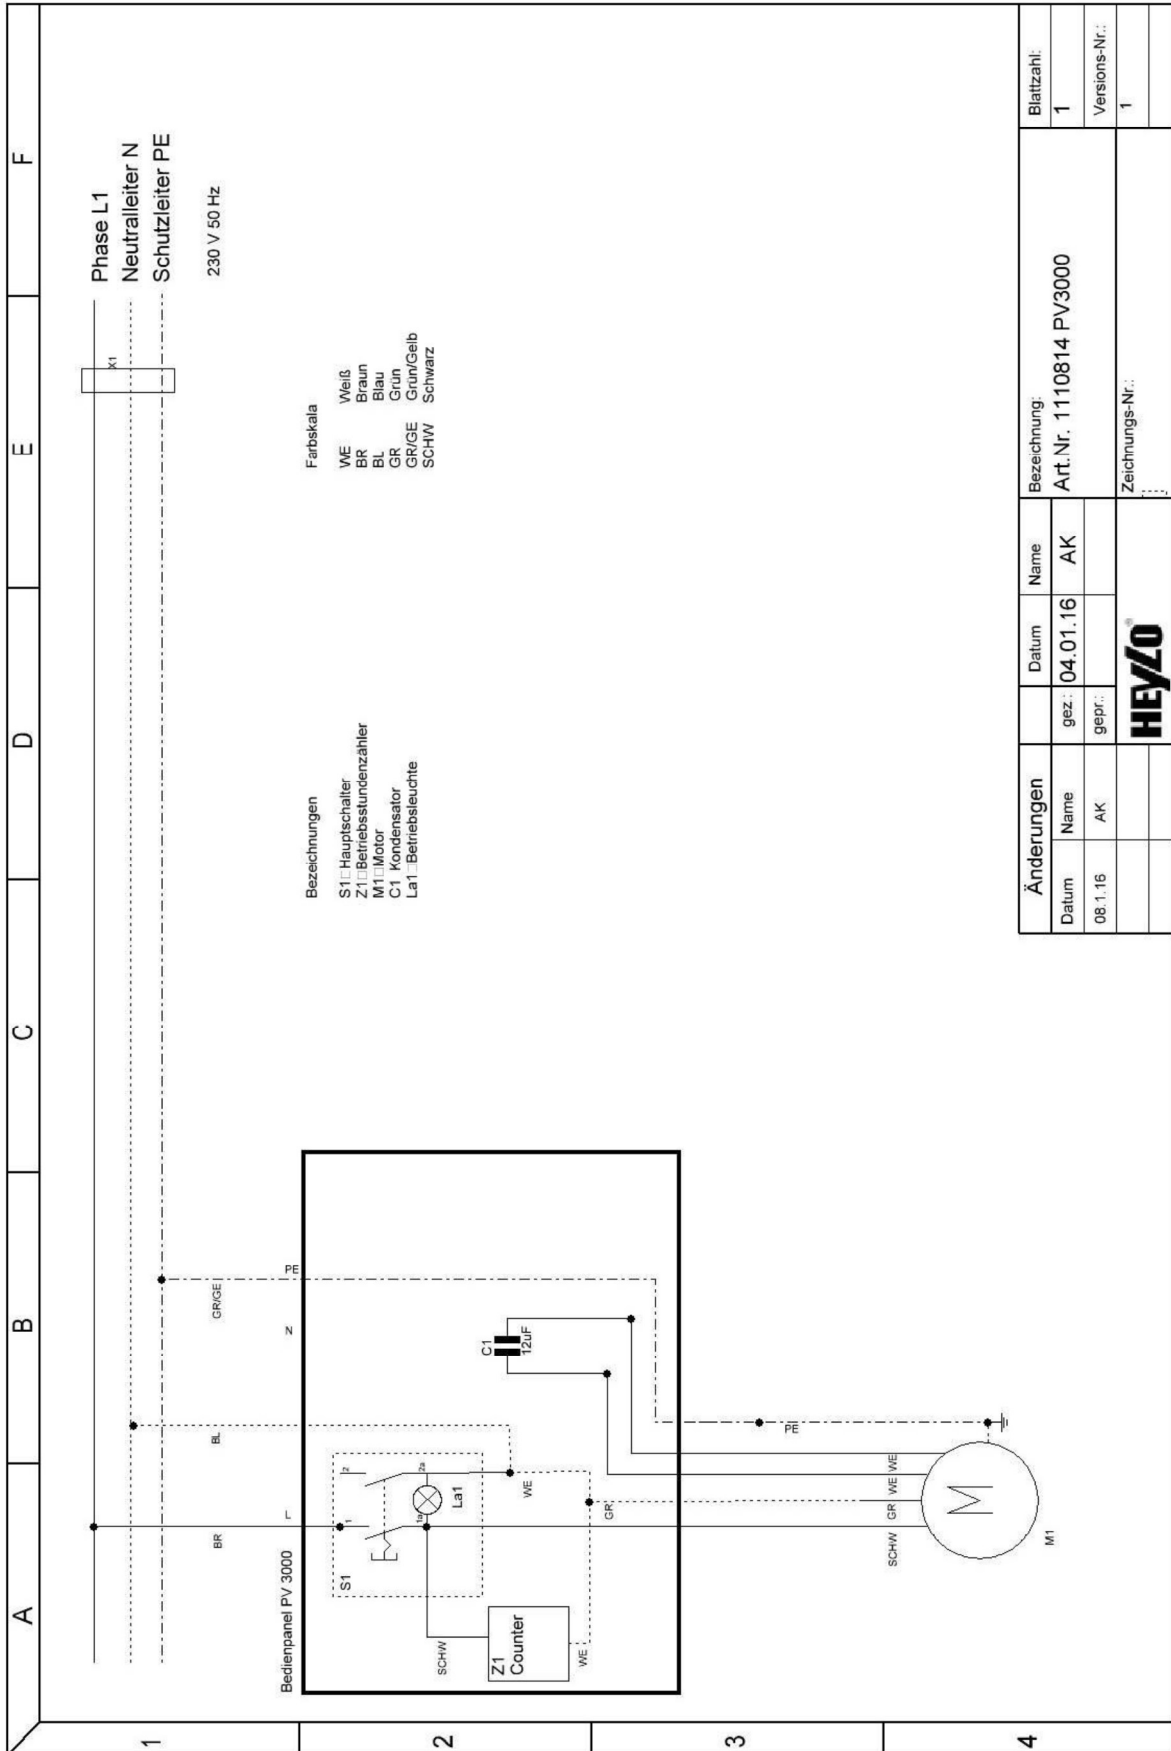 A
B
C
D
E
F
1
2
3
4
Phase L1
Neutralleiter N
Schutzleiter PE
230 V 50 Hz
X1
Bezeichnungen
S1 Hauptschalter
Z1 Betriebsstundenzähler
M1 Motor
C1 Kondensator
La1 Betriebsleuchte
Farbskala
WE Weiß
BR Braun
BL Blau
GR Grün
GR/GE Grün/Gelb
SCHW Schwarz
BR
BL
GR/GE
Bedienpanel PV 3000
L
N
PE
S1
1
2
1a
2a
La1
SCHW
Z1
Counter
WE
WE
GR
C1
12uF
PE
SCHW
GR
WE
WE
M
M1
Änderungen
Datum
Name
08.1.16
AK
Datum
Name
gez.:
04.01.16
AK
gepr.:
HEYLO®
Bezeichnung:
Art.Nr. 1110814 PV3000
Zeichnungs-Nr.:
Blattzahl:
1
Versions-Nr.:
1